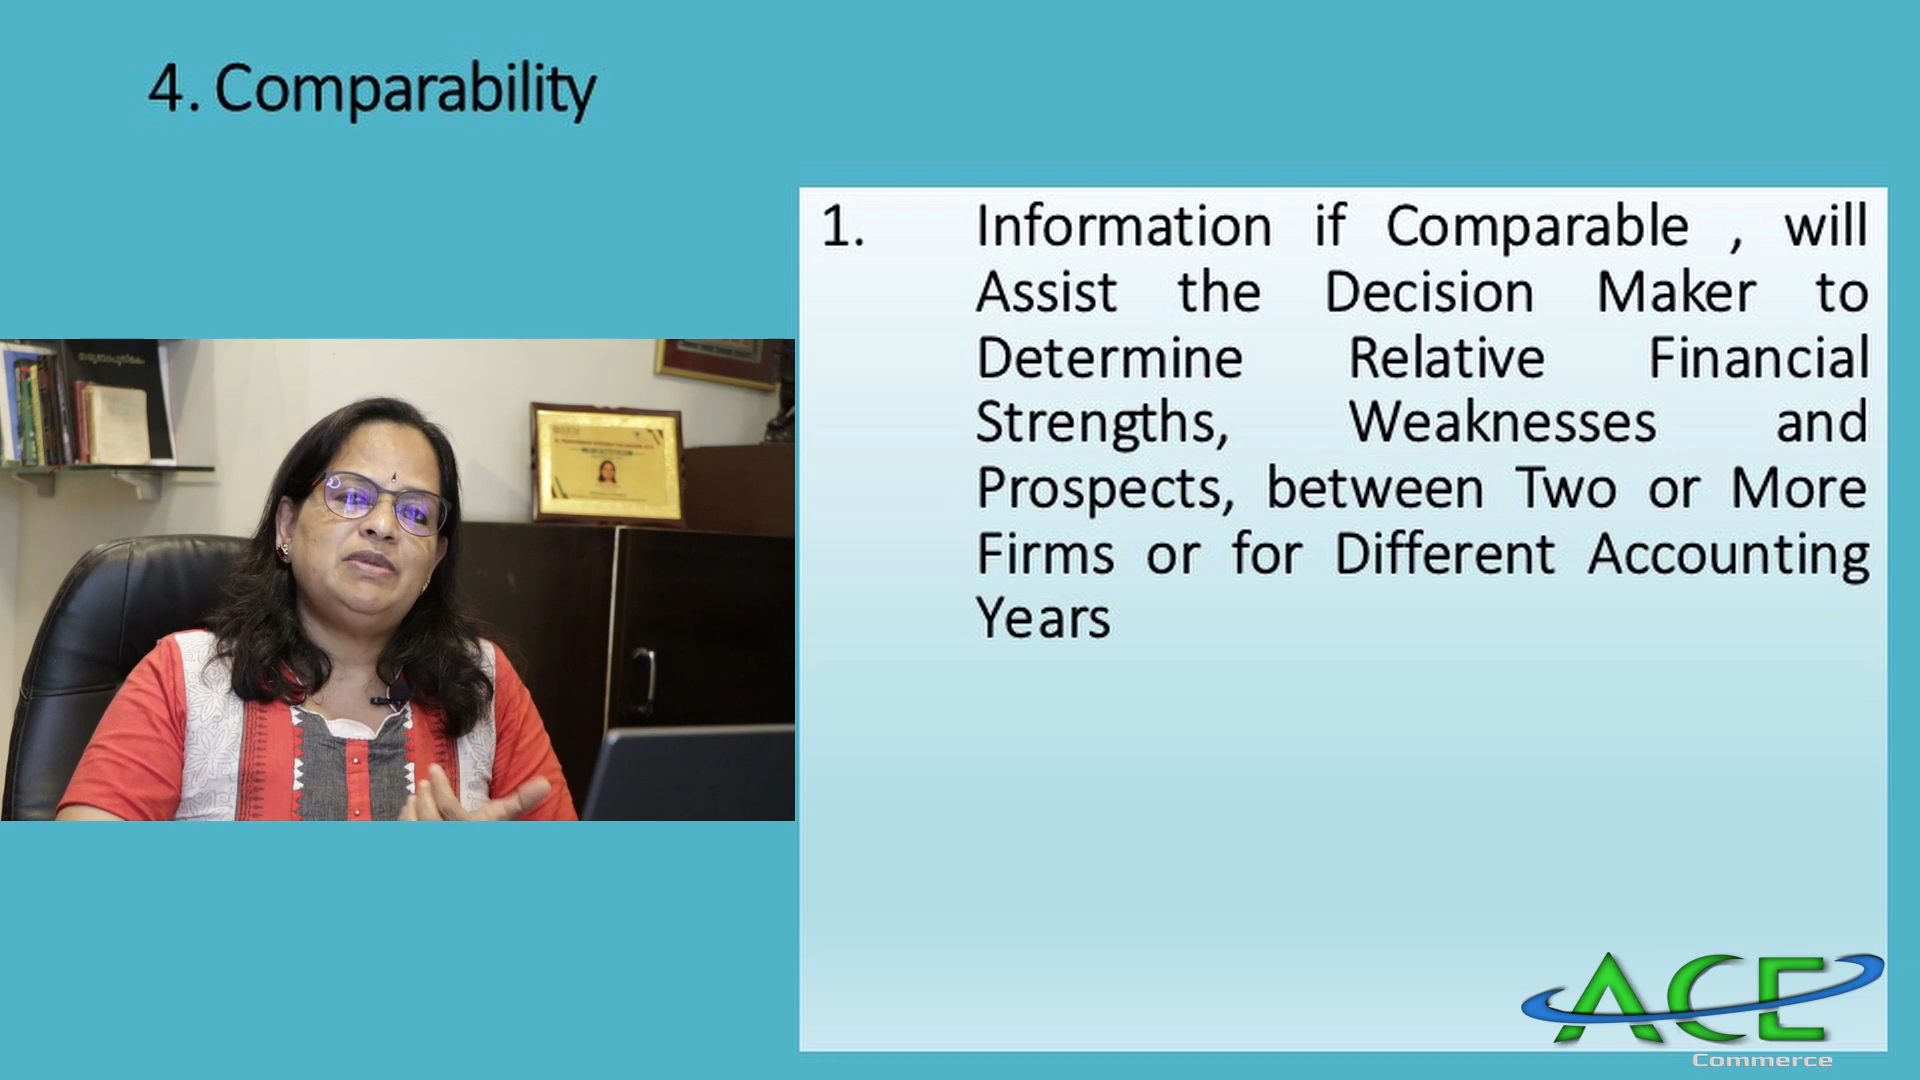 4. Comparability
1. Information if Comparable , will
Assist the Decision Maker to
Determine Relative Financial
Strengths, Weaknesses and
Prospects, between Two or More
Firms or for Different Accounting
Years
ACE
Commerce